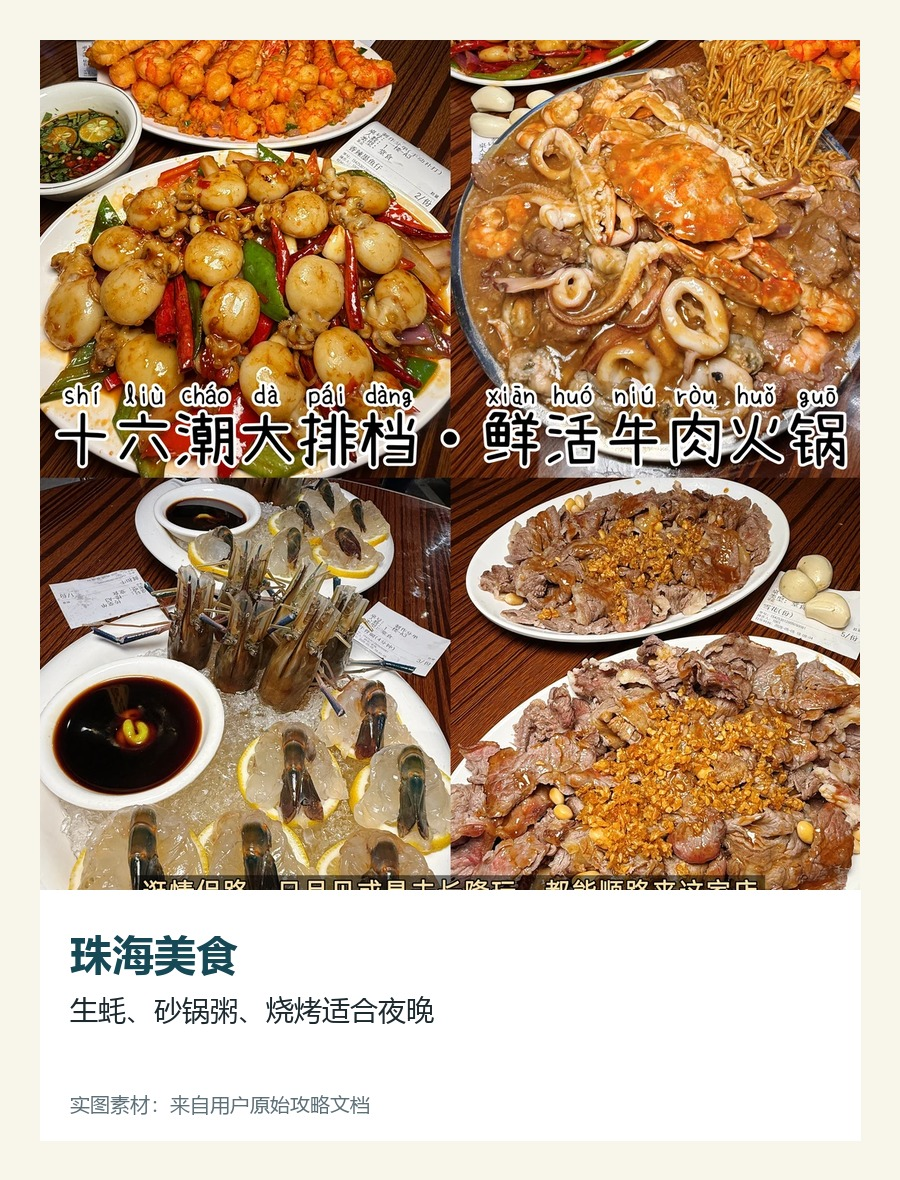 shí liù cháo dà pái dàng xiān huó niú ròu huǒ guō
十六潮大排档·鲜活牛肉火锅
珠海美食
生蚝、砂锅粥、烧烤适合夜晚
实图素材：来自用户原始攻略文档